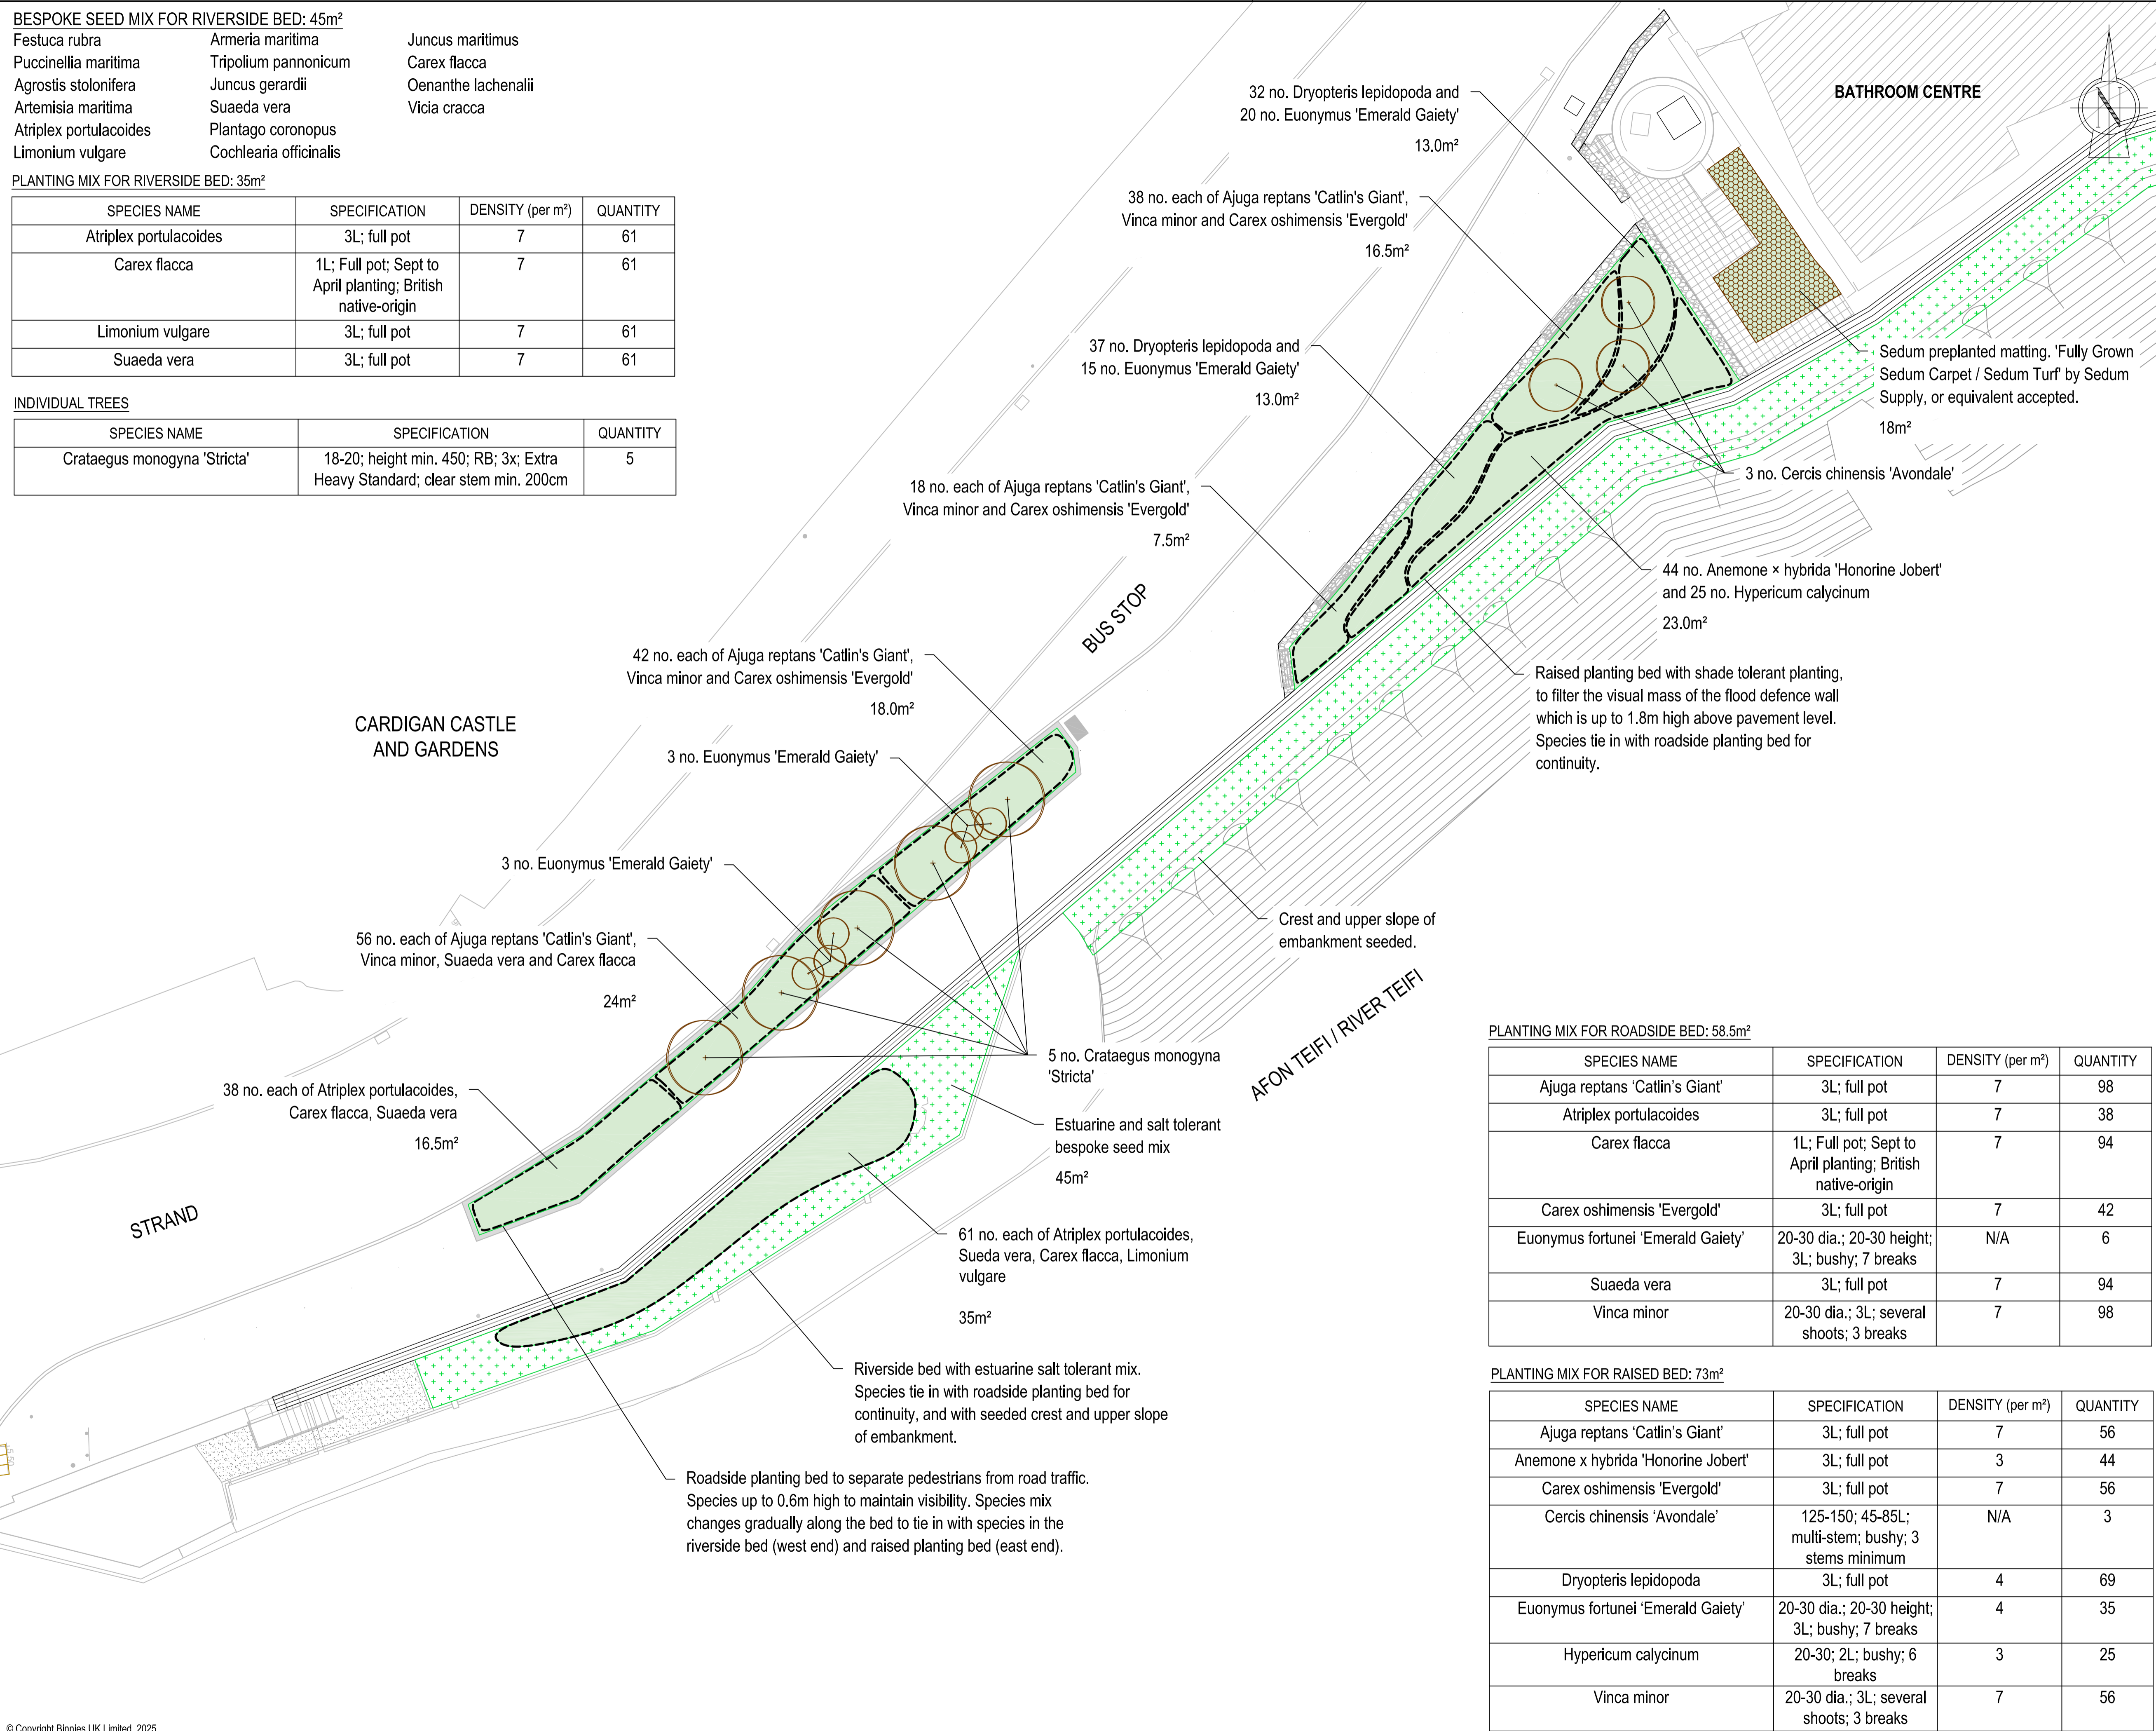 BESPOKE SEED MIX FOR RIVERSIDE BED: 45m²
Festuca rubra
Puccinellia maritima
Agrostis stolonifera
Artemisia maritima
Atriplex portulacoides
Limonium vulgare
Armeria maritima
Tripolium pannonicum
Juncus gerardii
Suaeda vera
Plantago coronopus
Cochlearia officinalis
Juncus maritimus
Carex flacca
Oenanthe lachenalii
Vicia cracca
PLANTING MIX FOR RIVERSIDE BED: 35m²
SPECIES NAME SPECIFICATION DENSITY (per m²) QUANTITY
Atriplex portulacoides 3L; full pot 7 61
Carex flacca 1L; Full pot; Sept to 7 61
April planting; British
native-origin
Limonium vulgare 3L; full pot 7 61
Suaeda vera 3L; full pot 7 61
INDIVIDUAL TREES
SPECIES NAME SPECIFICATION QUANTITY
Crataegus monogyna 'Stricta' 18-20; height min. 450; RB; 3x; Extra 5
Heavy Standard; clear stem min. 200cm
BATHROOM CENTRE
N
32 no. Dryopteris lepidopoda and
20 no. Euonymus 'Emerald Gaiety'
13.0m²
38 no. each of Ajuga reptans 'Catlin's Giant',
Vinca minor and Carex oshimensis 'Evergold'
16.5m²
37 no. Dryopteris lepidopoda and
15 no. Euonymus 'Emerald Gaiety'
13.0m²
Sedum preplanted matting. 'Fully Grown
Sedum Carpet / Sedum Turf' by Sedum
Supply, or equivalent accepted.
18m²
3 no. Cercis chinensis 'Avondale'
18 no. each of Ajuga reptans 'Catlin's Giant',
Vinca minor and Carex oshimensis 'Evergold'
7.5m²
44 no. Anemone × hybrida 'Honorine Jobert'
and 25 no. Hypericum calycinum
23.0m²
BUS STOP
42 no. each of Ajuga reptans 'Catlin's Giant',
Vinca minor and Carex oshimensis 'Evergold'
18.0m²
Raised planting bed with shade tolerant planting,
to filter the visual mass of the flood defence wall
which is up to 1.8m high above pavement level.
Species tie in with roadside planting bed for
continuity.
CARDIGAN CASTLE
AND GARDENS
3 no. Euonymus 'Emerald Gaiety'
3 no. Euonymus 'Emerald Gaiety'
56 no. each of Ajuga reptans 'Catlin's Giant',
Vinca minor, Suaeda vera and Carex flacca
24m²
Crest and upper slope of
embankment seeded.
AFON TEIFI / RIVER TEIFI
5 no. Crataegus monogyna
'Stricta'
38 no. each of Atriplex portulacoides,
Carex flacca, Suaeda vera
16.5m²
Estuarine and salt tolerant
bespoke seed mix
45m²
STRAND
61 no. each of Atriplex portulacoides,
Sueda vera, Carex flacca, Limonium
vulgare
35m²
Riverside bed with estuarine salt tolerant mix.
Species tie in with roadside planting bed for
continuity, and with seeded crest and upper slope
of embankment.
Roadside planting bed to separate pedestrians from road traffic.
Species up to 0.6m high to maintain visibility. Species mix
changes gradually along the bed to tie in with species in the
riverside bed (west end) and raised planting bed (east end).
PLANTING MIX FOR ROADSIDE BED: 58.5m²
SPECIES NAME SPECIFICATION DENSITY (per m²) QUANTITY
Ajuga reptans ‘Catlin’s Giant’ 3L; full pot 7 98
Atriplex portulacoides 3L; full pot 7 38
Carex flacca 1L; Full pot; Sept to 7 94
April planting; British
native-origin
Carex oshimensis 'Evergold' 3L; full pot 7 42
Euonymus fortunei ‘Emerald Gaiety’ 20-30 dia.; 20-30 height; N/A 6
3L; bushy; 7 breaks
Suaeda vera 3L; full pot 7 94
Vinca minor 20-30 dia.; 3L; several 7 98
shoots; 3 breaks
PLANTING MIX FOR RAISED BED: 73m²
SPECIES NAME SPECIFICATION DENSITY (per m²) QUANTITY
Ajuga reptans ‘Catlin’s Giant’ 3L; full pot 7 56
Anemone x hybrida 'Honorine Jobert' 3L; full pot 3 44
Carex oshimensis 'Evergold' 3L; full pot 7 56
Cercis chinensis ‘Avondale’ 125-150; 45-85L; N/A 3
multi-stem; bushy; 3
stems minimum
Dryopteris lepidopoda 3L; full pot 4 69
Euonymus fortunei ‘Emerald Gaiety’ 20-30 dia.; 20-30 height; 4 35
3L; bushy; 7 breaks
Hypericum calycinum 20-30; 2L; bushy; 6 3 25
breaks
Vinca minor 20-30 dia.; 3L; several 7 56
shoots; 3 breaks
© Copyright Binnies UK Limited, 2025